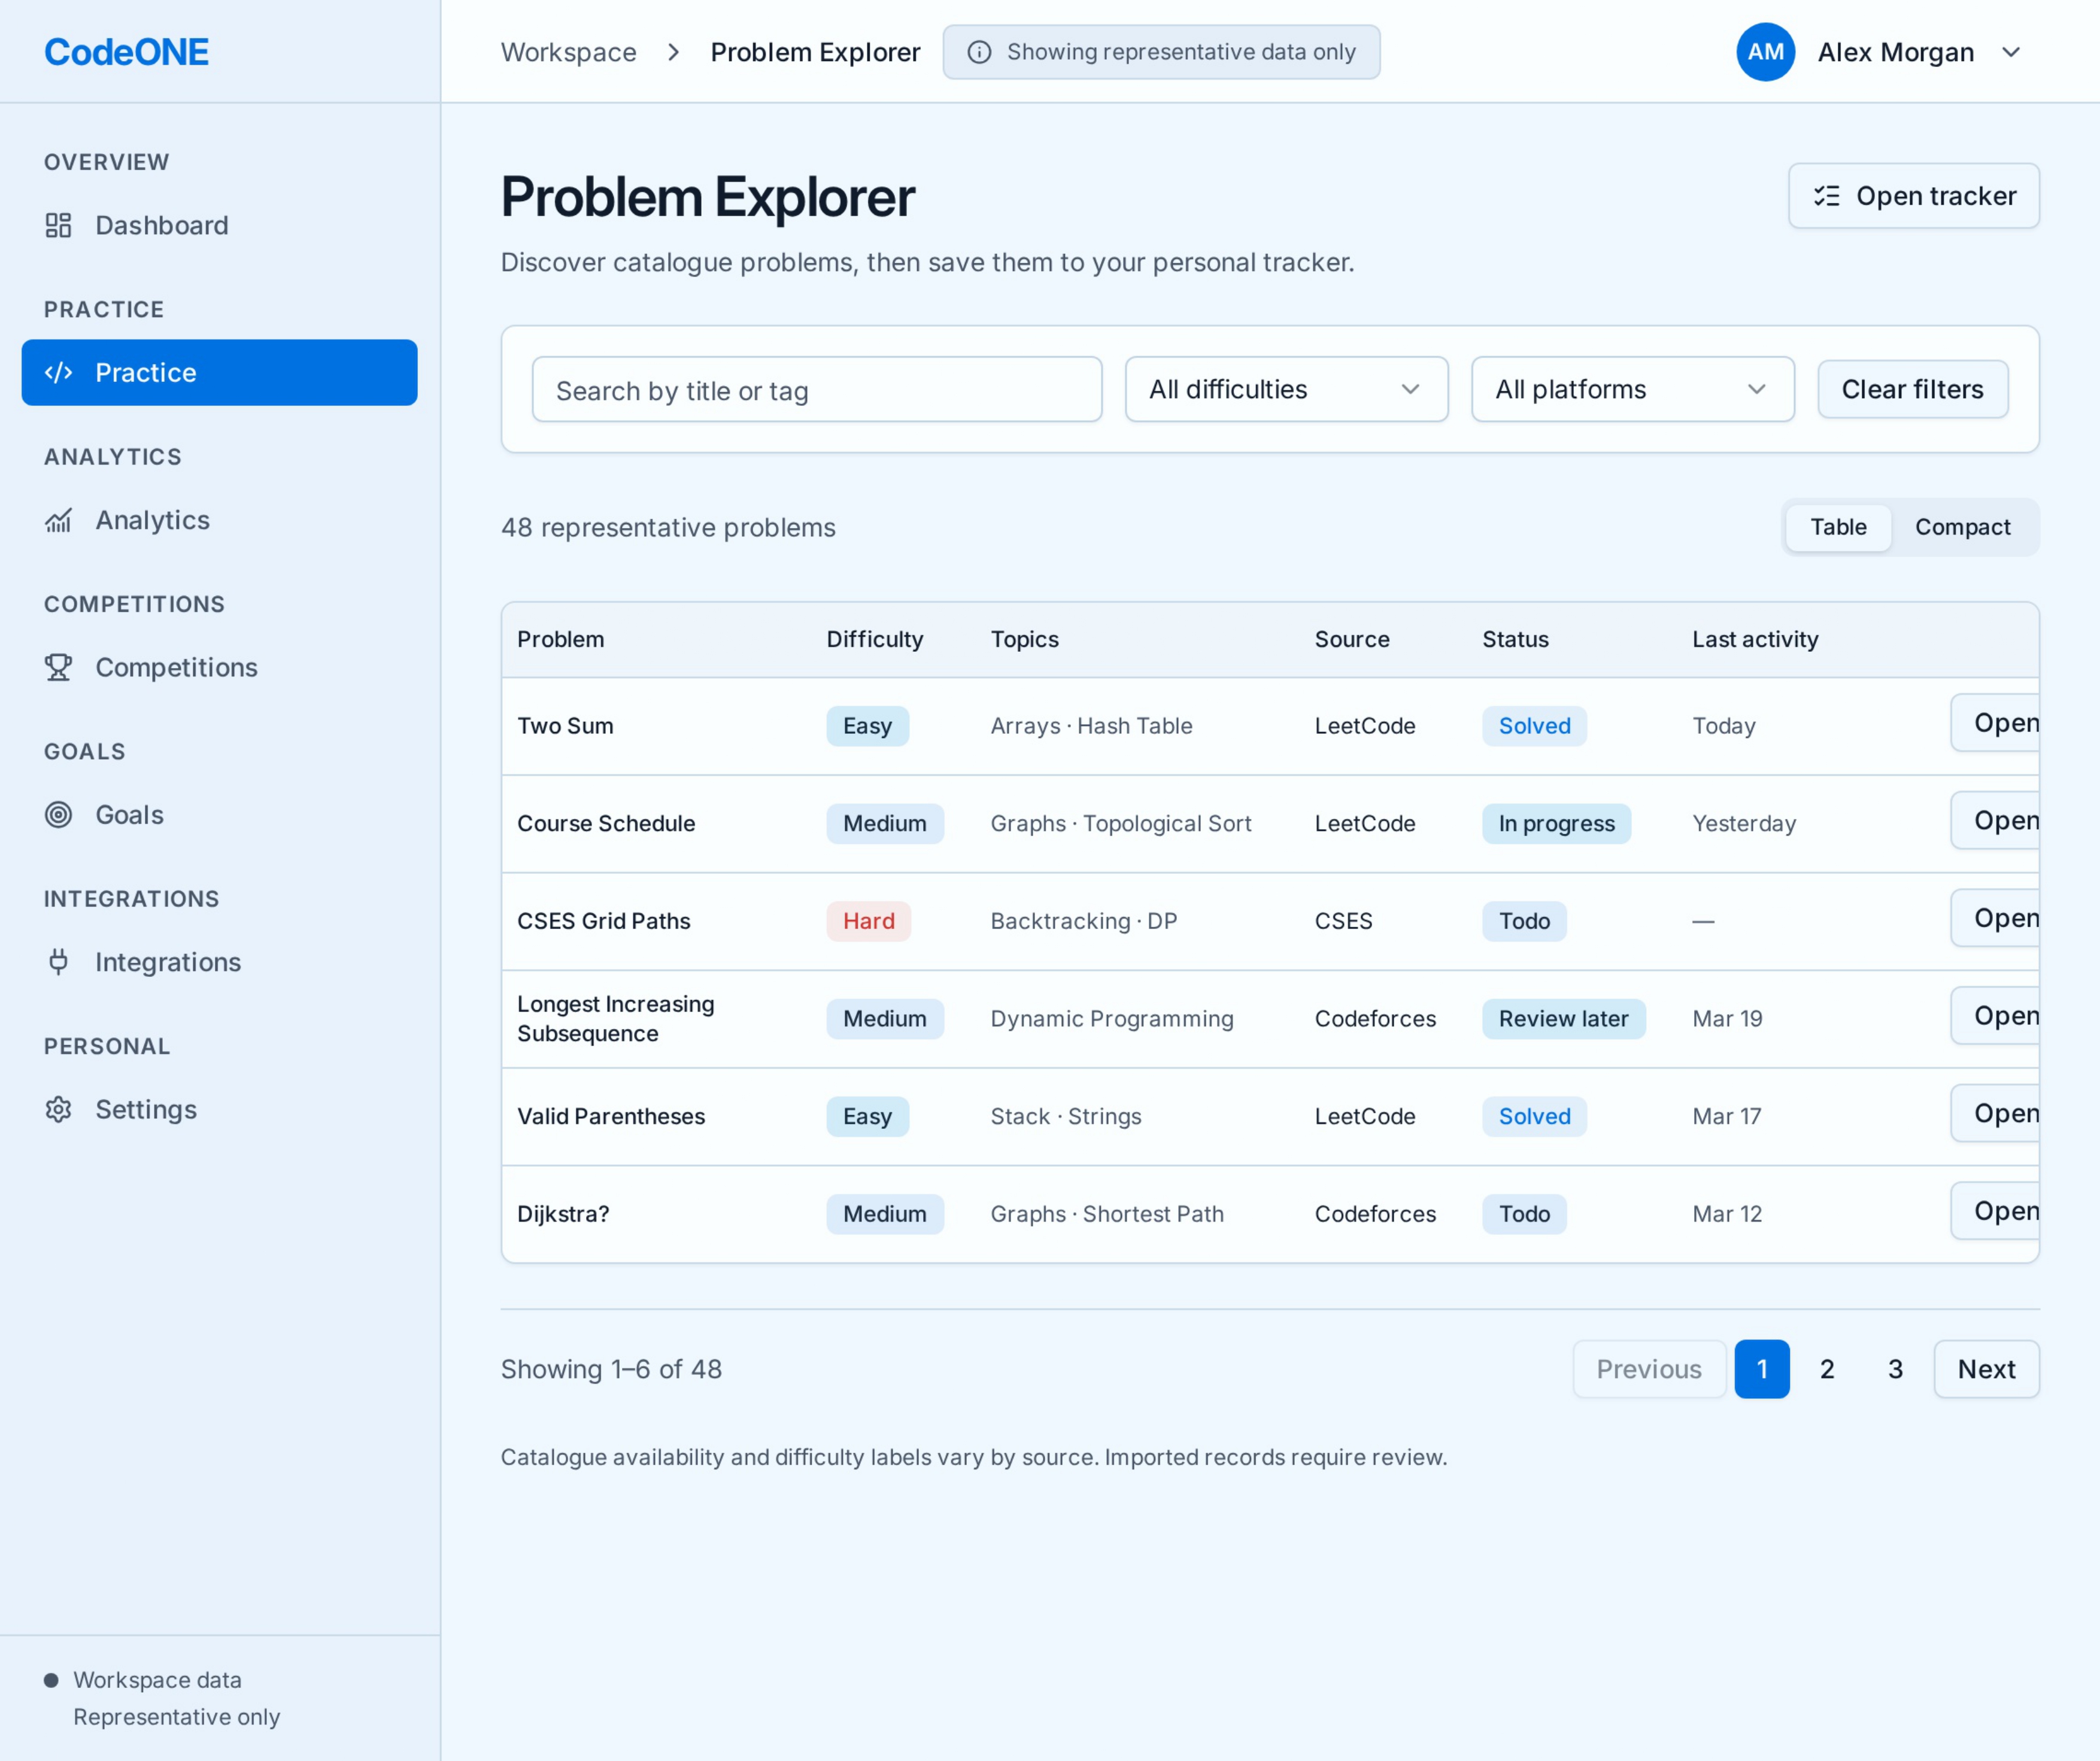 CodeONE
Workspace > Problem Explorer
Showing representative data only
AM
Alex Morgan
OVERVIEW
Dashboard
PRACTICE
</> Practice
ANALYTICS
Analytics
COMPETITIONS
Competitions
GOALS
Goals
INTEGRATIONS
Integrations
PERSONAL
Settings
Workspace data
Representative only
Problem Explorer
Open tracker
Discover catalogue problems, then save them to your personal tracker.
Search by title or tag
All difficulties
All platforms
Clear filters
48 representative problems
Table Compact
Problem Difficulty Topics Source Status Last activity
Two Sum Easy Arrays · Hash Table LeetCode Solved Today Open
Course Schedule Medium Graphs · Topological Sort LeetCode In progress Yesterday Open
CSES Grid Paths Hard Backtracking · DP CSES Todo — Open
Longest Increasing
Subsequence Medium Dynamic Programming Codeforces Review later Mar 19 Open
Valid Parentheses Easy Stack · Strings LeetCode Solved Mar 17 Open
Dijkstra? Medium Graphs · Shortest Path Codeforces Todo Mar 12 Open
Showing 1–6 of 48
Previous 1 2 3 Next
Catalogue availability and difficulty labels vary by source. Imported records require review.